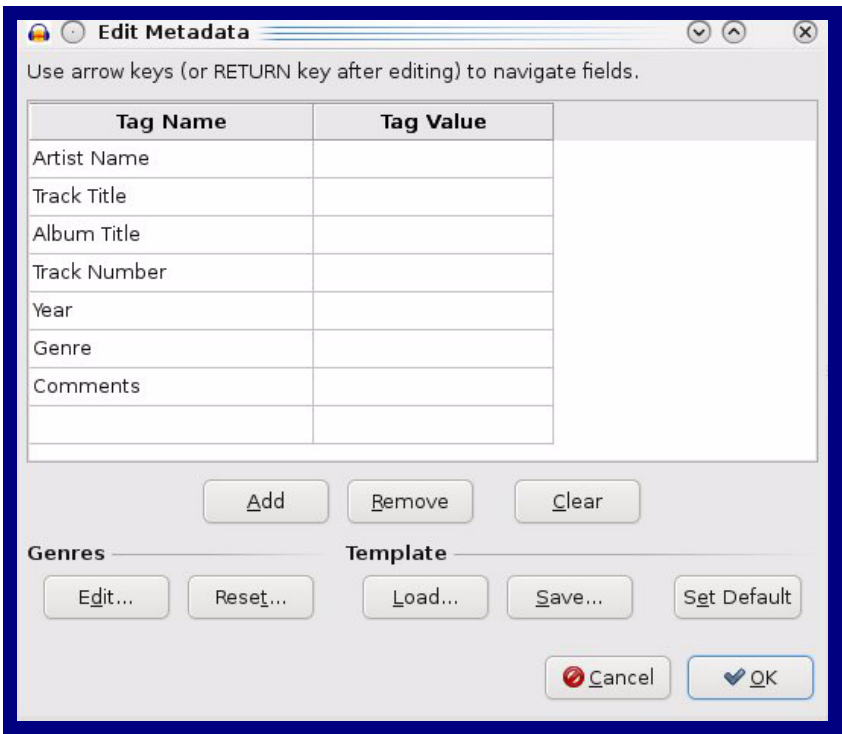 Edit Metadata
Use arrow keys (or RETURN key after editing) to navigate fields.
Tag Name Tag Value
Artist Name
Track Title
Album Title
Track Number
Year
Genre
Comments
Add Remove Clear
Genres Template
Edit... Reset... Load... Save... Set Default
Cancel OK